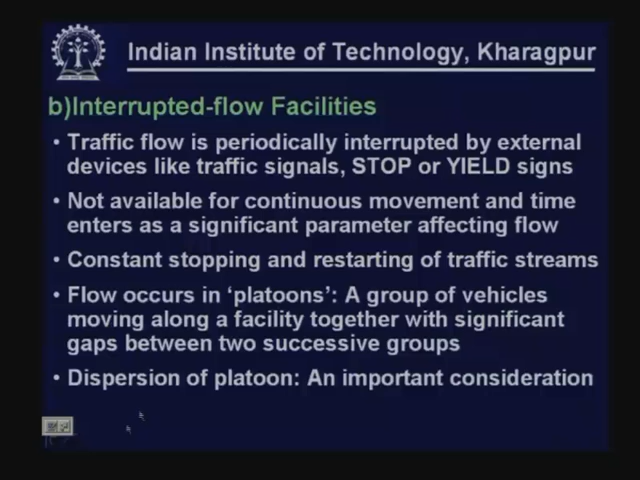 Indian Institute of Technology, Kharagpur
b)Interrupted-flow Facilities
• Traffic flow is periodically interrupted by external
devices like traffic signals, STOP or YIELD signs
• Not available for continuous movement and time
enters as a significant parameter affecting flow
• Constant stopping and restarting of traffic streams
• Flow occurs in ‘platoons’: A group of vehicles
moving along a facility together with significant
gaps between two successive groups
• Dispersion of platoon: An important consideration